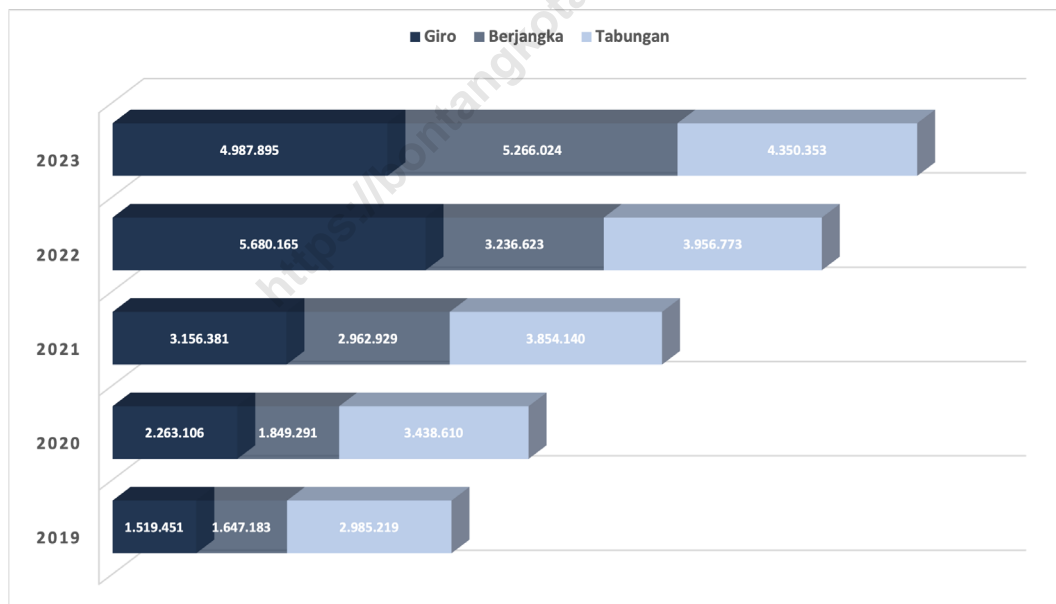 Giro Berjangka Tabungan
2023 4.987.895 5.266.024 4.350.353
2022 5.680.165 3.236.623 3.956.773
2021 3.156.381 2.962.929 3.854.140
2020 2.263.106 1.849.291 3.438.610
2019 1.519.451 1.647.183 2.985.219
https://bontangkota